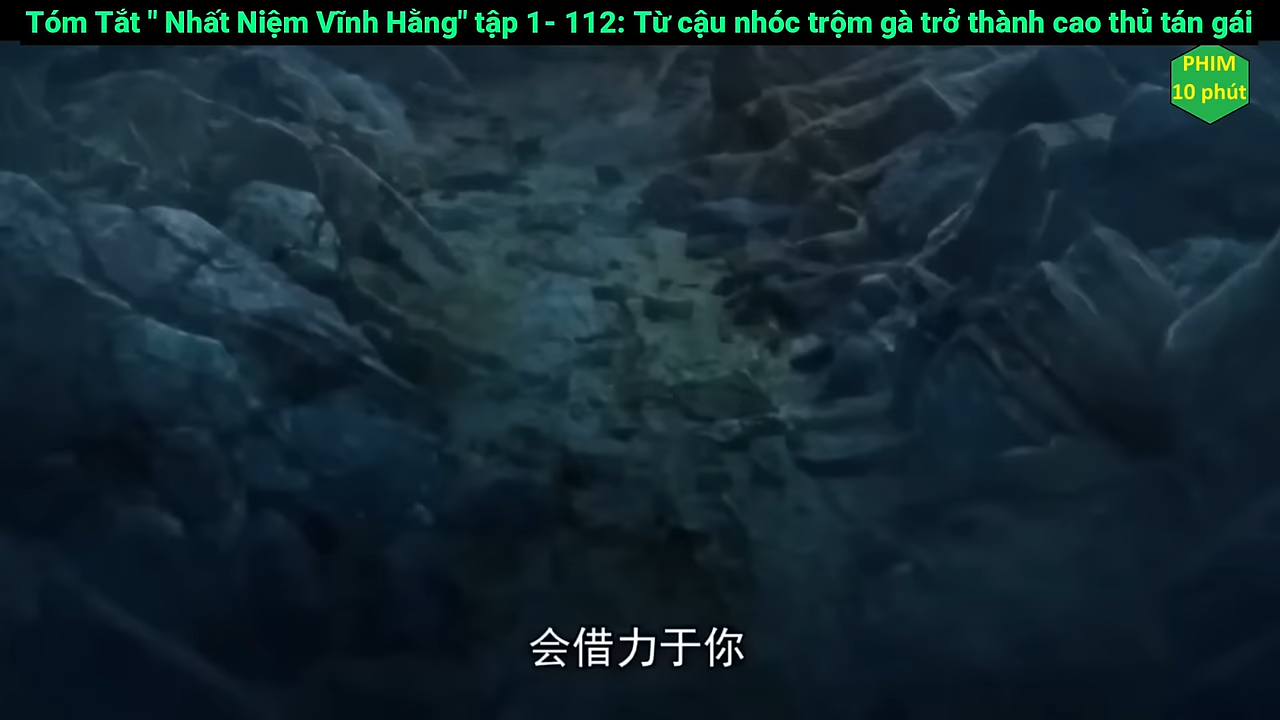 Tóm Tắt " Nhất Niệm Vĩnh Hằng" tập 1- 112: Từ cậu nhóc trộm gà trở thành cao thủ tán gái
PHIM
10 phút
会借力于你